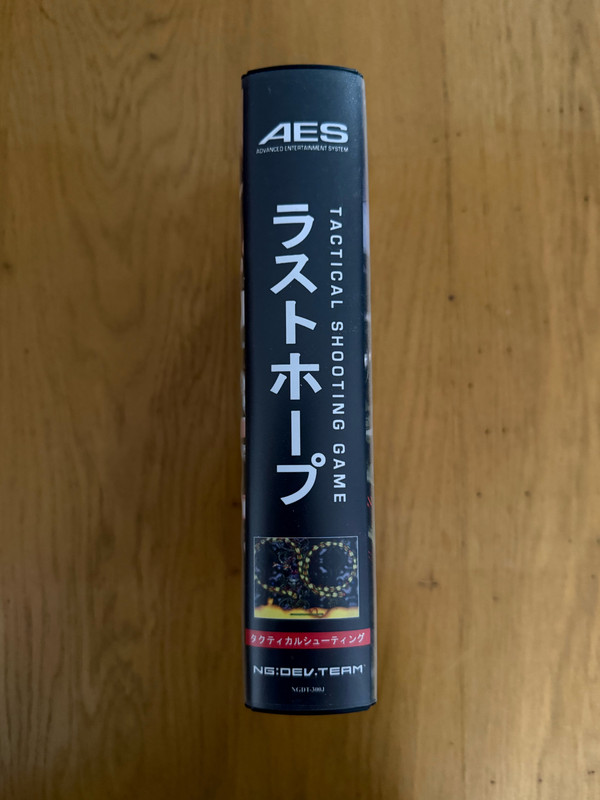 AES
ADVANCED ENTERTAINMENT SYSTEM
TACTICAL SHOOTING GAME
ラストホープ
タクティカルシューティング
NG:DEV.TEAM
NGDT-300J